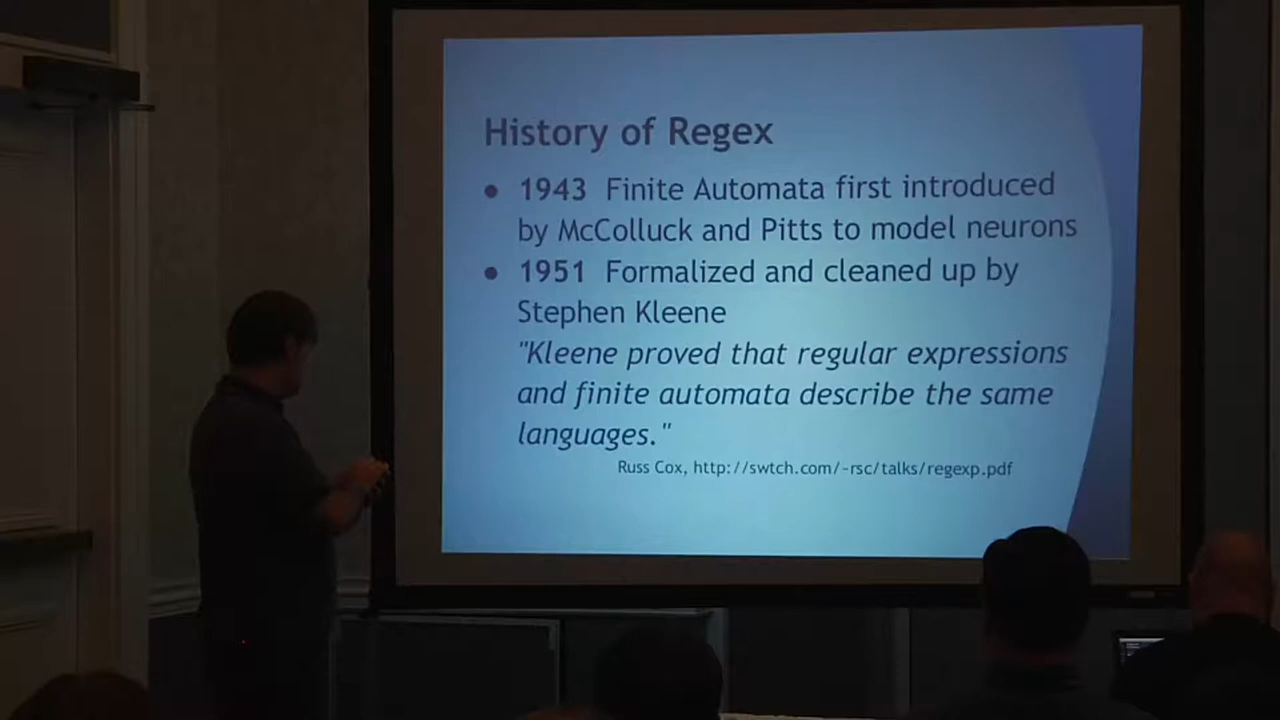 History of Regex
• 1943 Finite Automata first introduced
by McColluck and Pitts to model neurons
• 1951 Formalized and cleaned up by
Stephen Kleene
"Kleene proved that regular expressions
and finite automata describe the same
languages."
Russ Cox, http://swtch.com/~rsc/talks/regexp.pdf